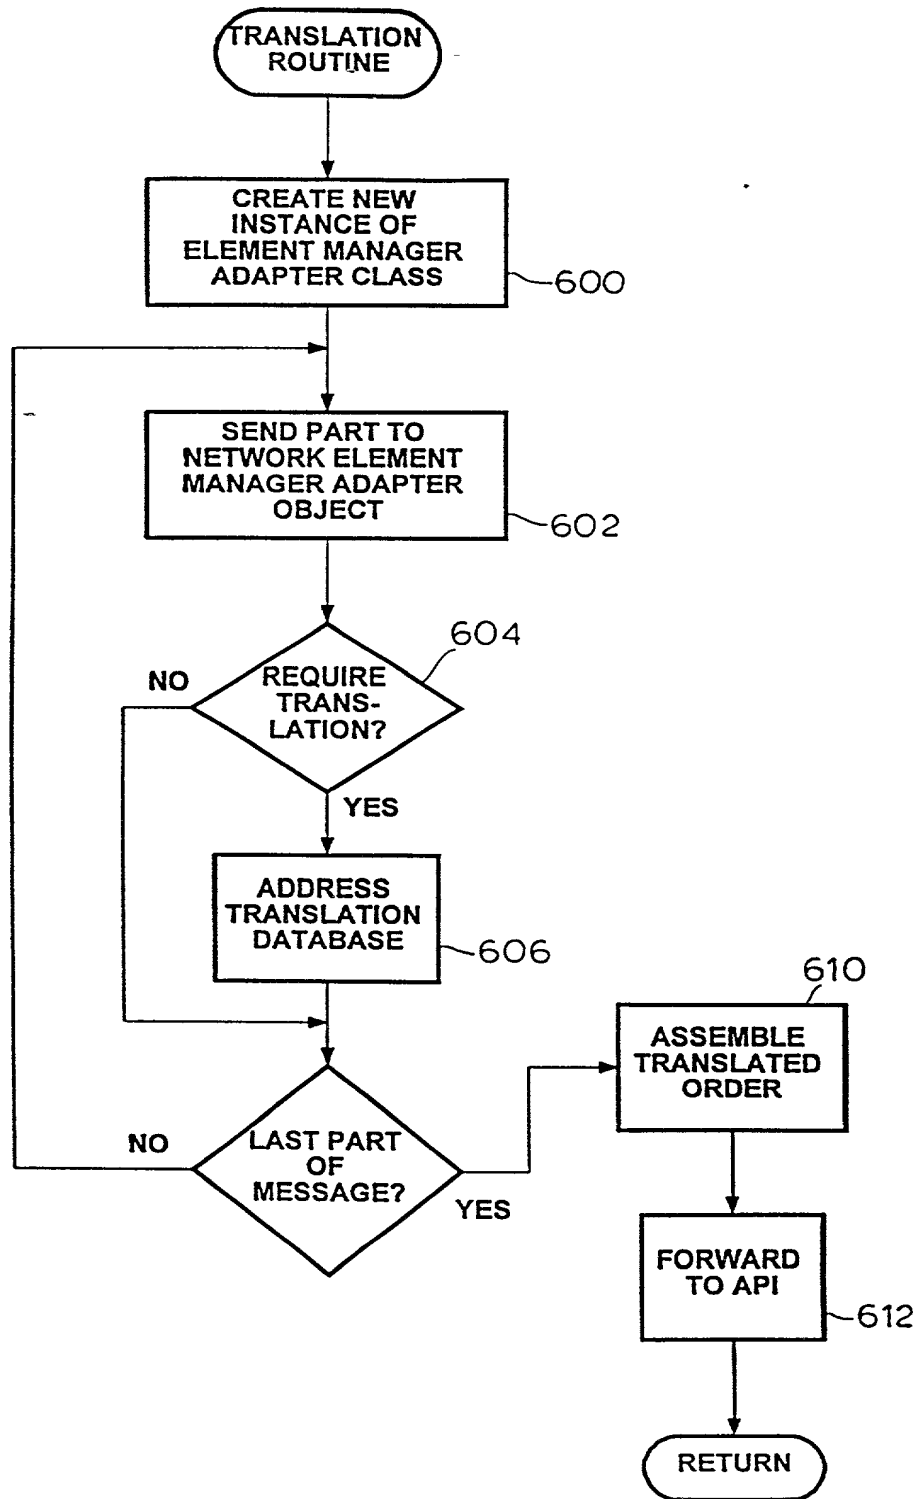 TRANSLATION
ROUTINE
CREATE NEW
INSTANCE OF
ELEMENT MANAGER
ADAPTER CLASS
600
SEND PART TO
NETWORK ELEMENT
MANAGER ADAPTER
OBJECT
602
604
REQUIRE
TRANS-
LATION?
NO
YES
ADDRESS
TRANSLATION
DATABASE
606
LAST PART
OF
MESSAGE?
NO
YES
610
ASSEMBLE
TRANSLATED
ORDER
FORWARD
TO API
612
RETURN